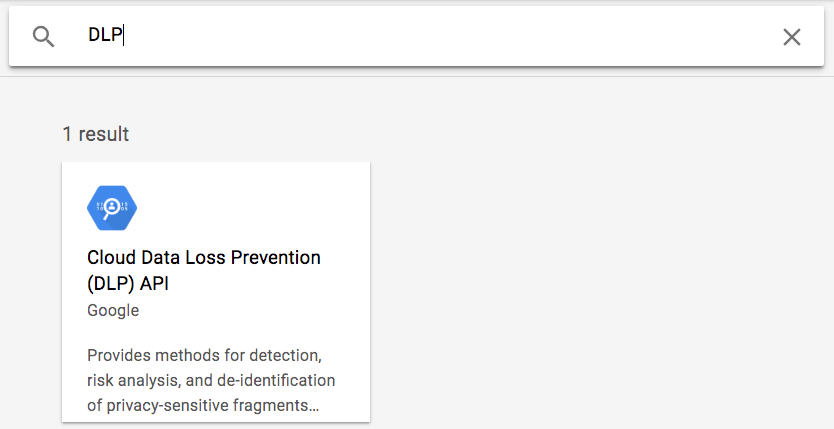 DLP
1 result
Cloud Data Loss Prevention
(DLP) API
Google
Provides methods for detection,
risk analysis, and de-identification
of privacy-sensitive fragments…